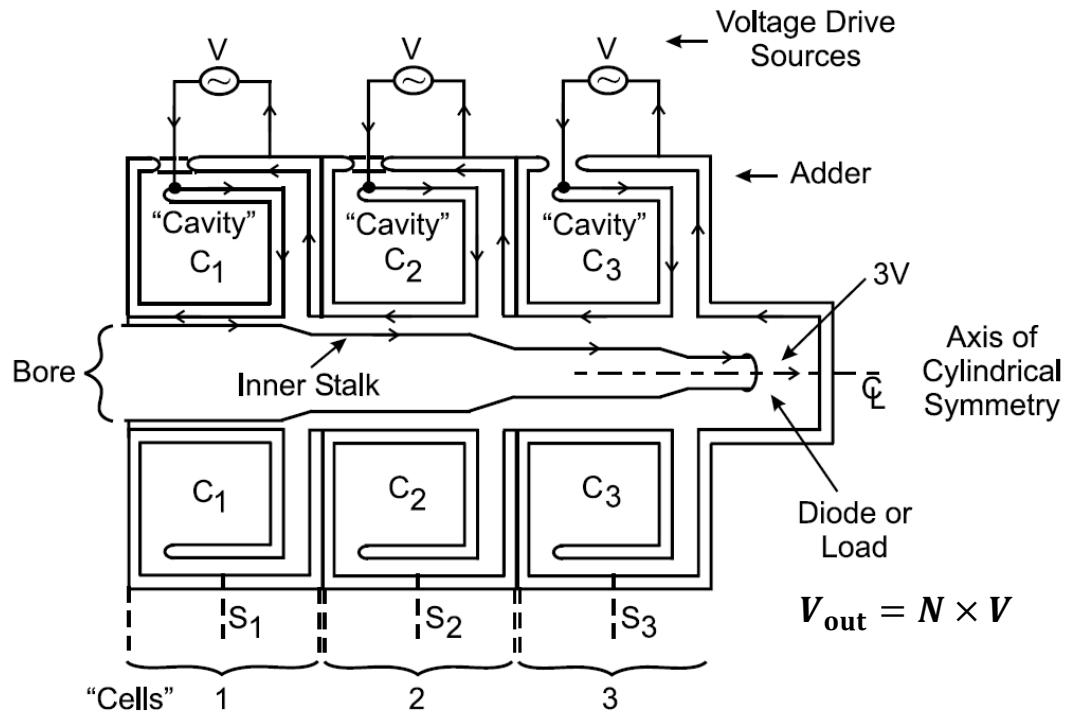 Voltage Drive
Sources
V
V
V
Adder
“Cavity”
C₁
“Cavity”
C₂
“Cavity”
C₃
3V
Bore
Inner Stalk
Axis of
Cylindrical
Symmetry
℄
C₁
C₂
C₃
Diode or
Load
S₁
S₂
S₃
V_out = N × V
“Cells”
1
2
3